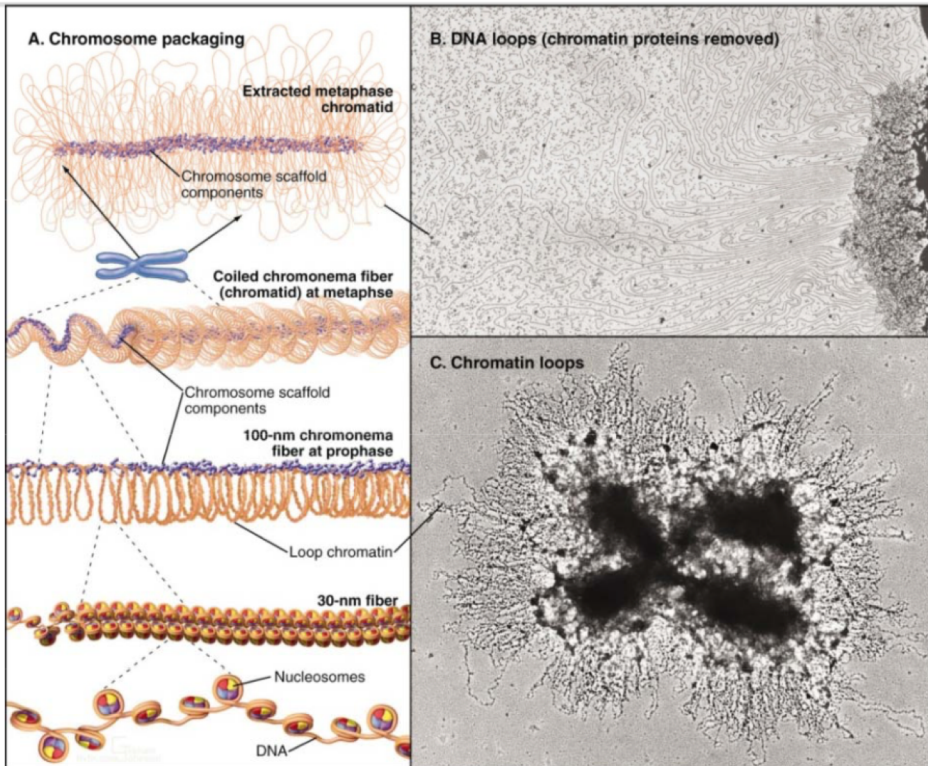 A. Chromosome packaging
Extracted metaphase
chromatid
Chromosome scaffold
components
Coiled chromonema fiber
(chromatid) at metaphse
Chromosome scaffold
components
100-nm chromonema
fiber at prophase
Loop chromatin
30-nm fiber
Nucleosomes
DNA
B. DNA loops (chromatin proteins removed)
C. Chromatin loops